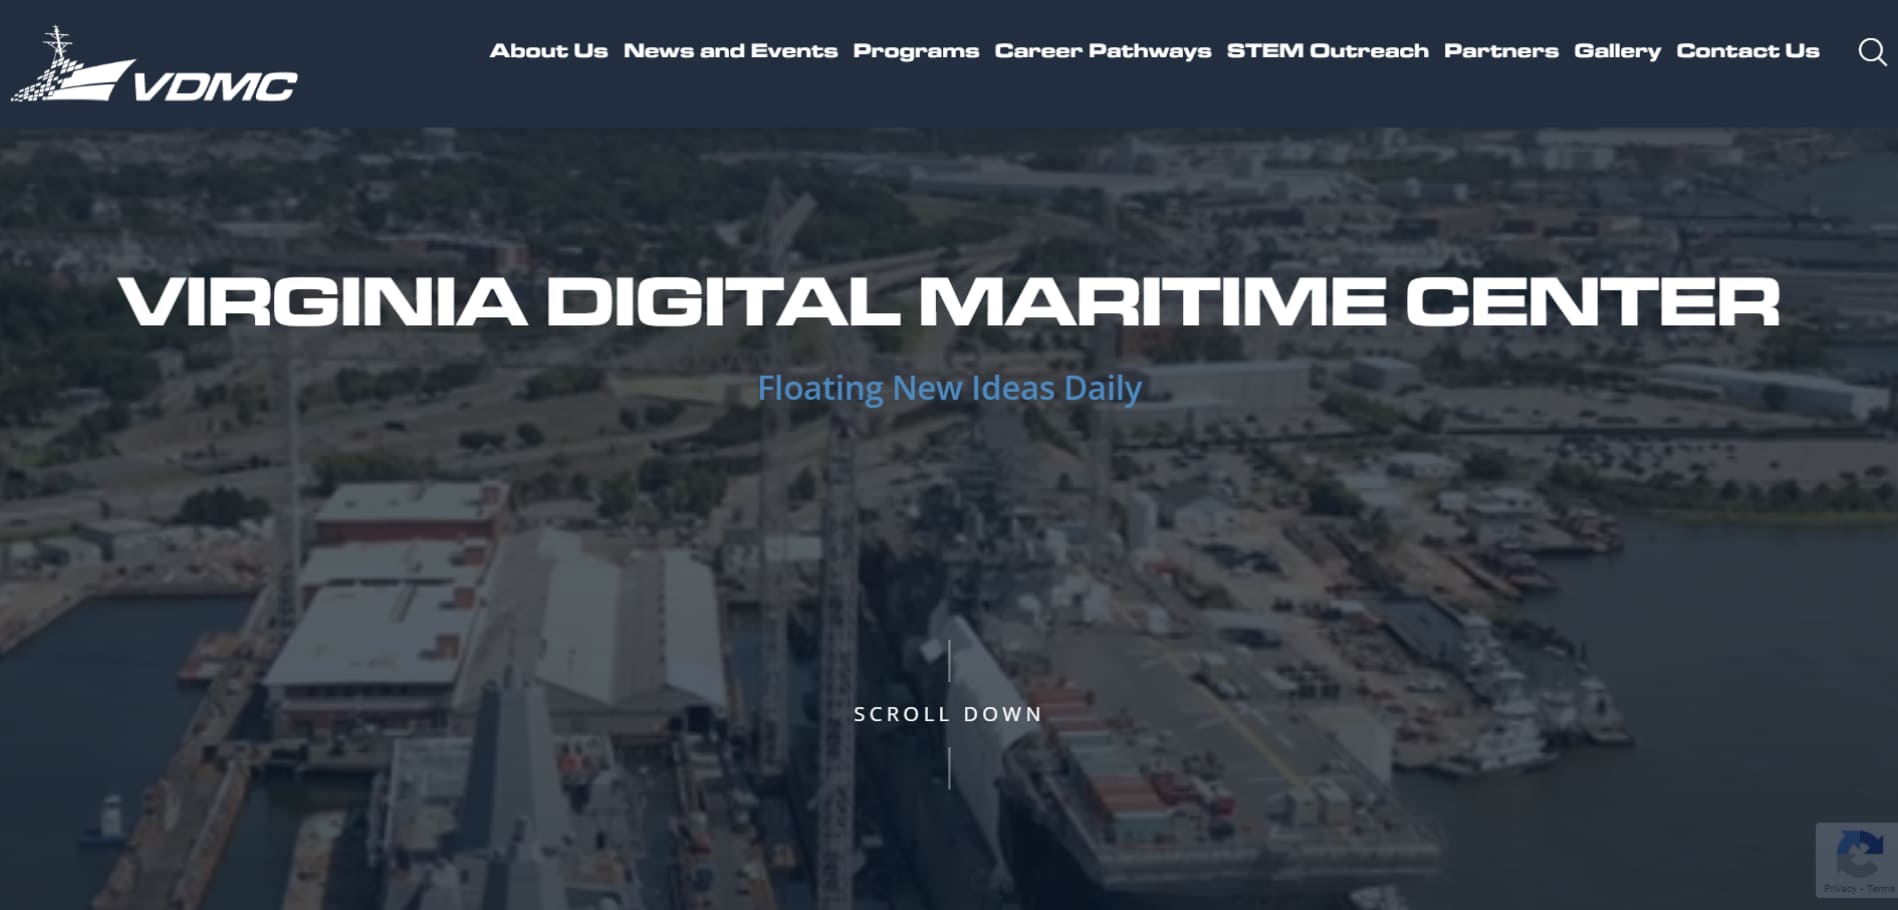 VDMC
About Us News and Events Programs Career Pathways STEM Outreach Partners Gallery Contact Us
VIRGINIA DIGITAL MARITIME CENTER
Floating New Ideas Daily
SCROLL DOWN
Privacy - Terms